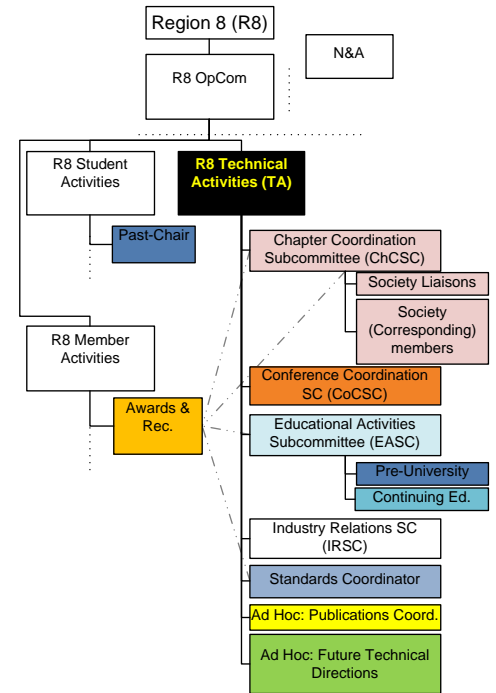 Region 8 (R8)
N&A
R8 OpCom
R8 Student
Activities
R8 Technical
Activities (TA)
Past-Chair
Chapter Coordination
Subcommittee (ChCSC)
Society Liaisons
Society
(Corresponding)
members
R8 Member
Activities
Awards &
Rec.
Conference Coordination
SC (CoCSC)
Educational Activities
Subcommittee (EASC)
Pre-University
Continuing Ed.
Industry Relations SC
(IRSC)
Standards Coordinator
Ad Hoc: Publications Coord.
Ad Hoc: Future Technical
Directions